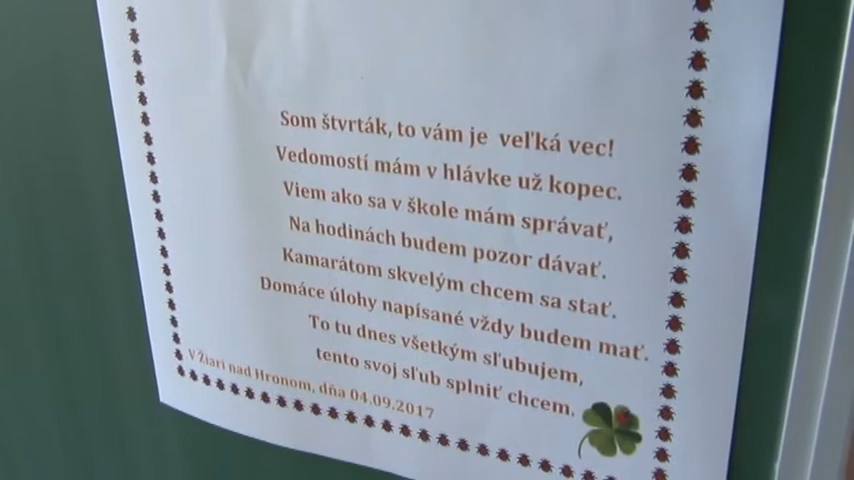 Som štvrták, to vám je veľká vec!
Vedomostí mám v hlávke už kopec.
Viem ako sa v škole mám správať,
Na hodinách budem pozor dávať.
Kamarátom skvelým chcem sa stať.
Domáce úlohy napísané vždy budem mať.
To tu dnes všetkým sľubujem,
tento svoj sľub splniť chcem.
V Žiari nad Hronom, dňa 04.09.2017